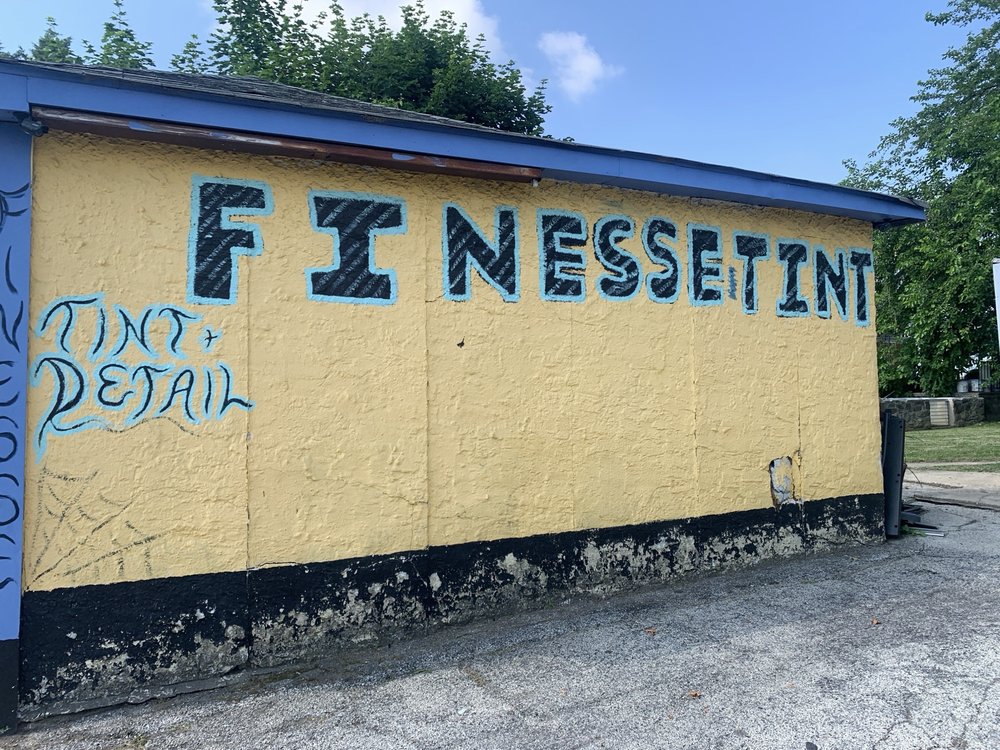 FINESSETINT
TINT +
DETAIL